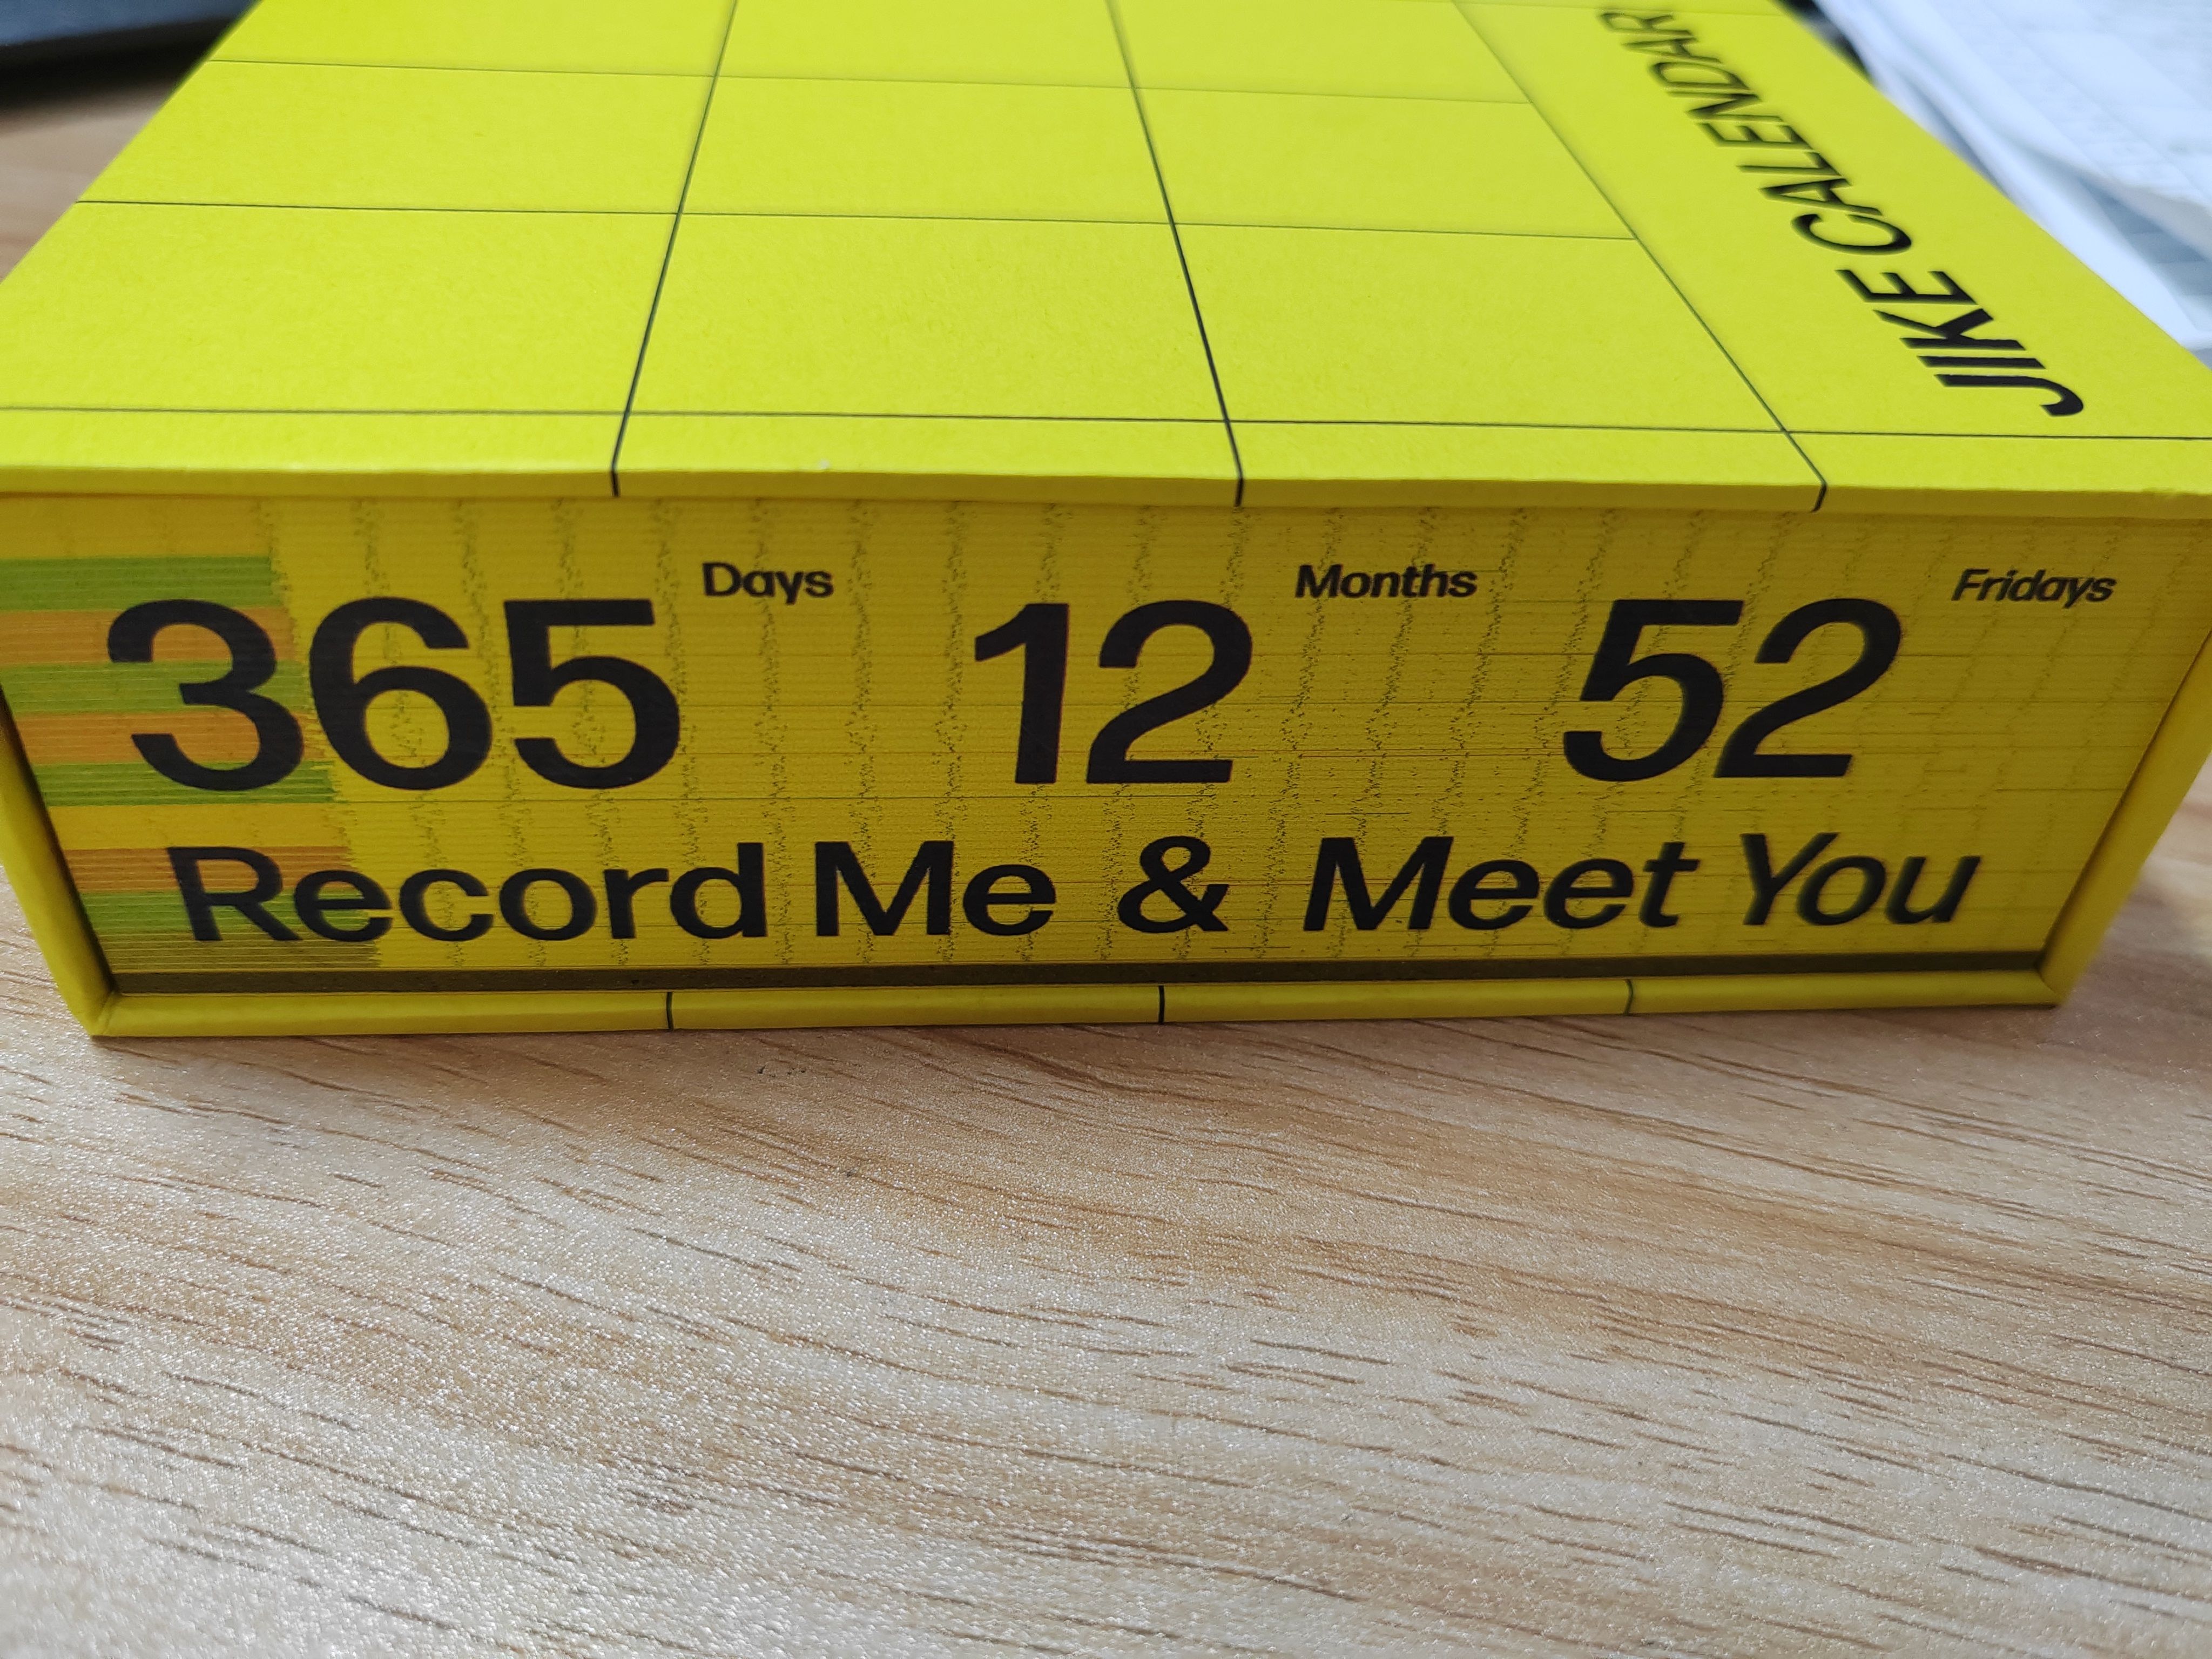 JIKE CALENDAR
365 Days 12 Months 52 Fridays
Record Me & Meet You